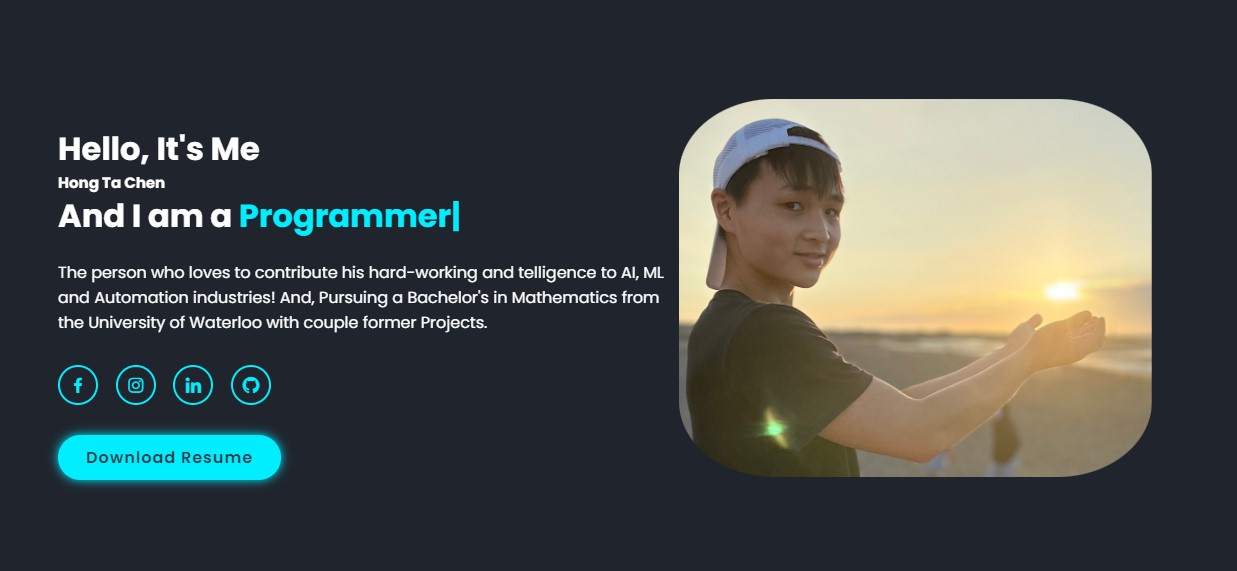 Hello, It's Me
Hong Ta Chen
And I am a Programmer|
The person who loves to contribute his hard-working and telligence to AI, ML
and Automation industries! And, Pursuing a Bachelor's in Mathematics from
the University of Waterloo with couple former Projects.
Download Resume